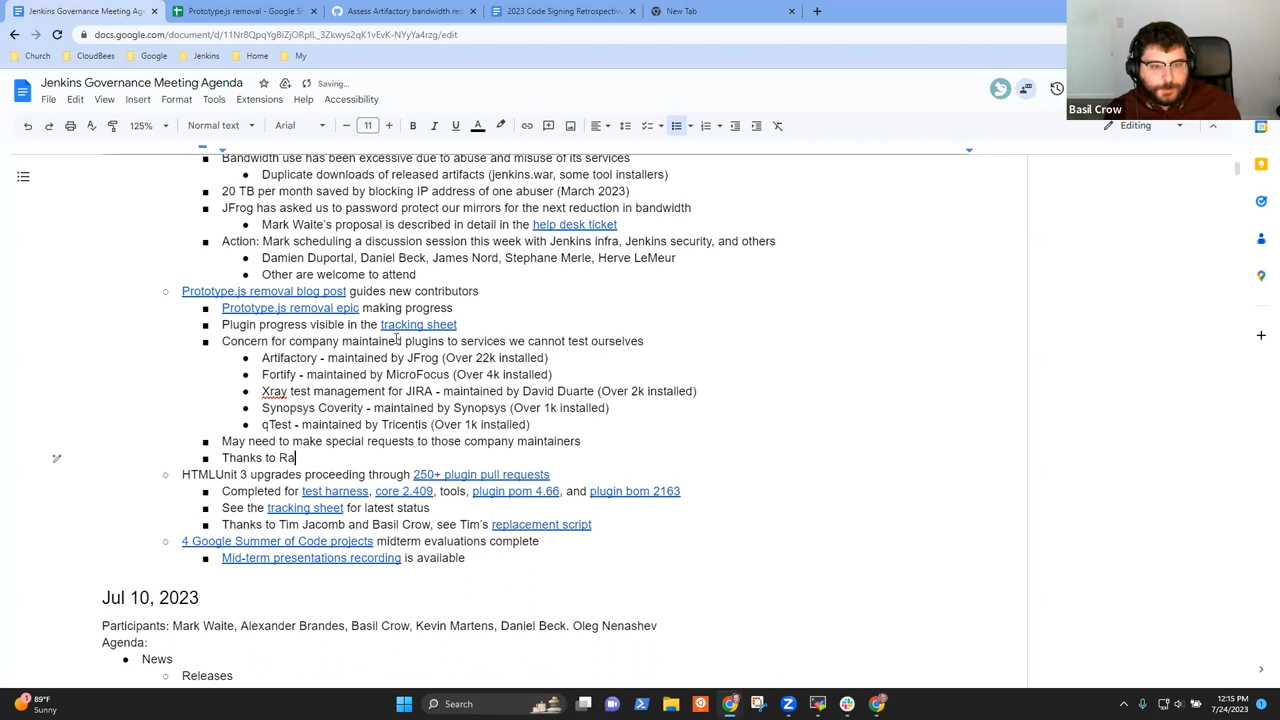 Jenkins Governance Meeting Age
Prototype.js removal - Google Sh
Assess Artifactory bandwidth red
2023 Code Signing Retrospective
New Tab
docs.google.com/document/d/11Nr8QpqYgBiZjORpIL_3Zkwys2qK1vEvK-NYyYa4rzg/edit
Church CloudBees Google Jenkins Home My
Jenkins Governance Meeting Agenda Saving...
File Edit View Insert Format Tools Extensions Accessibility
Basil Crow
125% Normal text Arial 11 Editing
Bandwidth use has been excessive due to abuse and misuse of its services
Duplicate downloads of released artifacts (jenkins.war, some tool installers)
20 TB per month saved by blocking IP address of one abuser (March 2023)
JFrog has asked us to password protect our mirrors for the next reduction in bandwidth
Mark Waite's proposal is described in detail in the help desk ticket
Action: Mark scheduling a discussion session this week with Jenkins infra, Jenkins security, and others
Damien Duportal, Daniel Beck, James Nord, Stephane Merle, Herve LeMeur
Other are welcome to attend
Prototype.js removal blog post guides new contributors
Prototype.js removal epic making progress
Plugin progress visible in the tracking sheet
Concern for company maintained plugins to services we cannot test ourselves
Artifactory - maintained by JFrog (Over 22k installed)
Fortify - maintained by MicroFocus (Over 4k installed)
Xray test management for JIRA - maintained by David Duarte (Over 2k installed)
Synopsys Coverity - maintained by Synopsys (Over 1k installed)
qTest - maintained by Tricentis (Over 1k installed)
May need to make special requests to those company maintainers
Thanks to Ra
HTMLUnit 3 upgrades proceeding through 250+ plugin pull requests
Completed for test harness, core 2.409, tools, plugin pom 4.66, and plugin bom 2163
See the tracking sheet for latest status
Thanks to Tim Jacomb and Basil Crow, see Tim's replacement script
4 Google Summer of Code projects midterm evaluations complete
Mid-term presentations recording is available
Jul 10, 2023
Participants: Mark Waite, Alexander Brandes, Basil Crow, Kevin Martens, Daniel Beck. Oleg Nenashev
Agenda:
News
Releases
89°F
Sunny
Search
12:15 PM
7/24/2023